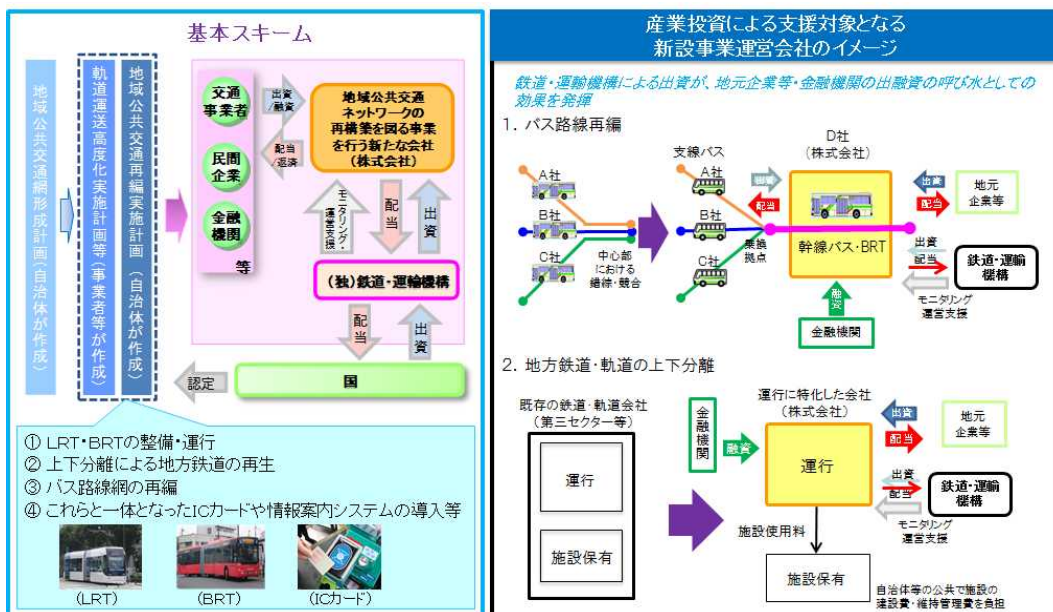 基本スキーム
地域公共交通網形成計画(自治体が作成)
軌道運送高度化実施計画等(事業者等が作成)
地域公共交通再編実施計画(自治体が作成)
交通
事業者
民間
企業
金融
機関
等
出資
/融資
配当
/返済
地域公共交通
ネットワークの
再構築を図る事業
を行う新たな会社
(株式会社)
モニタリング・
運営支援
配当
出資
(独)鉄道・運輸機構
配当
出資
認定
国
① LRT・BRTの整備・運行
② 上下分離による地方鉄道の再生
③ バス路線網の再編
④ これらと一体となったICカードや情報案内システムの導入等
(LRT)
(BRT)
(ICカード)
産業投資による支援対象となる
新設事業運営会社のイメージ
鉄道・運輸機構による出資が、地元企業等・金融機関の出融資の呼び水としての
効果を発揮
1. バス路線再編
A社
B社
C社
中心部
における
錯綜・競合
支線バス
A社
B社
C社
乗換
拠点
D社
(株式会社)
出資
配当
幹線バス・BRT
出資
配当
地元
企業等
出資
配当
鉄道・運輸
機構
モニタリング
運営支援
融資
金融機関
2. 地方鉄道・軌道の上下分離
既存の鉄道・軌道会社
(第三セクター等)
運行
施設保有
金融機関
融資
運行に特化した会社
(株式会社)
運行
出資
配当
地元
企業等
出資
配当
鉄道・運輸
機構
モニタリング
運営支援
施設使用料
施設保有
自治体等の公共で施設の
建設費・維持管理費を負担